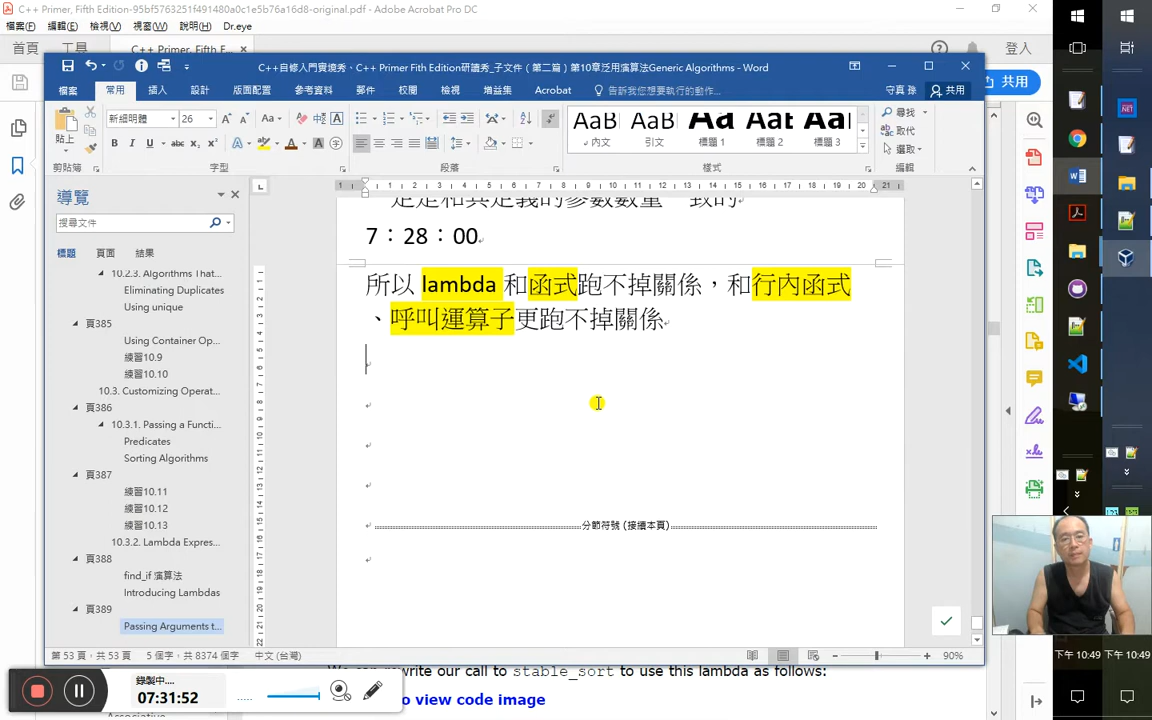 C++ Primer, Fifth Edition-95bf5763251f491840a0c1e5b76a16d8-original.pdf - Adobe Acrobat Pro DC
檔案(F) 編輯(E) 檢視(V) 視窗(W) 說明(H) Dr.eye
首頁 工具 C++ Primer, Fifth E... × 登入
C++自修入門實境秀、C++ Primer Fith Edition研讀秀_子文件（第二篇）第10章泛用演算法Generic Algorithms - Word
共用
檔案 常用 插入 設計 版面配置 參考資料 郵件 校閱 檢視 增益集 Acrobat 告訴我您想要執行的動作... 守真 孫 共用
新細明體 26
貼上
AaB AaB AaB AaB AaB
內文 引文 標題 1 標題 2 標題 3
尋找
取代
選取
剪貼簿 字型 段落 樣式 編輯
導覽
搜尋文件
標題 頁面 結果
10.2.3. Algorithms That...
Eliminating Duplicates
Using unique
頁385
Using Container Op...
練習10.9
練習10.10
10.3. Customizing Operat...
頁386
10.3.1. Passing a Functi...
Predicates
Sorting Algorithms
頁387
練習10.11
練習10.12
練習10.13
10.3.2. Lambda Expres...
頁388
find_if 演算法
Introducing Lambdas
頁389
Passing Arguments t...
7：28：00
所以 lambda 和函式跑不掉關係，和行內函式
、呼叫運算子更跑不掉關係
分節符號 (接續本頁)
第 53 頁，共 53 頁 5 個字，共 8374 個字 中文 (台灣) 90%
We can rewrite our call to stable_sort to use this lambda as follows:
o view code image
錄製中....
07:31:52
下午 10:49 下午 10:49